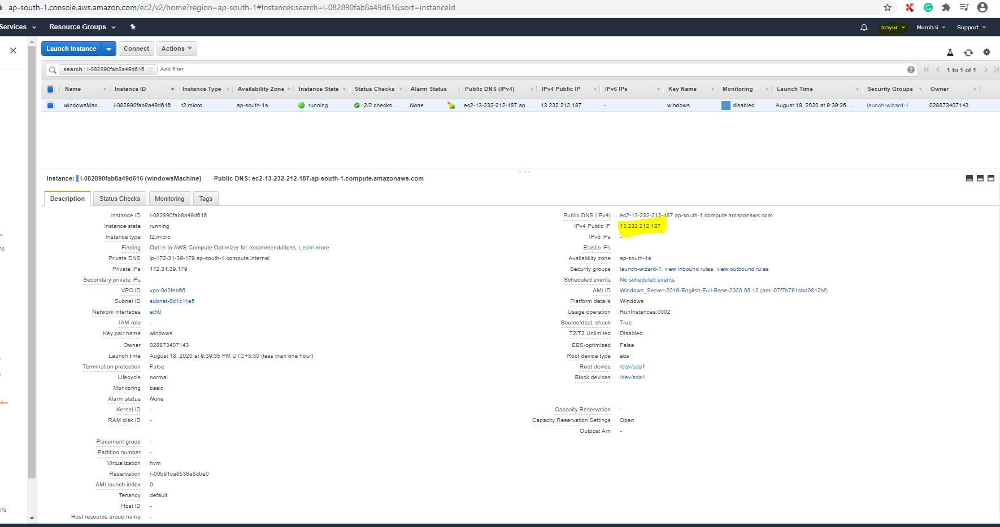 ap-south-1.console.aws.amazon.com/ec2/v2/home?region=ap-south-1#Instances:search=i-082890fab8a49d616;sort=instanceId
Services Resource Groups mayur Mumbai Support
Launch Instance Connect Actions
search : i-082890fab8a49d616 Add filter 1 to 1 of 1
Name Instance ID Instance Type Availability Zone Instance State Status Checks Alarm Status Public DNS (IPv4) IPv4 Public IP IPv6 IPs Key Name Monitoring Launch Time Security Groups Owner
windowsMac... i-082890fab8a49d616 t2.micro ap-south-1a running 2/2 checks ... None ec2-13-232-212-187.ap... 13.232.212.187 - windows disabled August 18, 2020 at 9:39:35 ... launch-wizard-1 028873407143
Instance: i-082890fab8a49d616 (windowsMachine) Public DNS: ec2-13-232-212-187.ap-south-1.compute.amazonaws.com
Description Status Checks Monitoring Tags
Instance ID i-082890fab8a49d616 Public DNS (IPv4) ec2-13-232-212-187.ap-south-1.compute.amazonaws.com
Instance state running IPv4 Public IP 13.232.212.187
Instance type t2.micro IPv6 IPs -
Finding Opt-in to AWS Compute Optimizer for recommendations. Learn more Elastic IPs
Private DNS ip-172-31-39-179.ap-south-1.compute.internal Availability zone ap-south-1a
Private IPs 172.31.39.179 Security groups launch-wizard-1. view inbound rules. view outbound rules
Secondary private IPs Scheduled events No scheduled events
VPC ID vpc-0d0feb66 AMI ID Windows_Server-2019-English-Full-Base-2020.08.12 (ami-07f7b791cbd0812bf)
Subnet ID subnet-8d1c11e5 Platform details Windows
Network interfaces eth0 Usage operation RunInstances:0002
IAM role - Source/dest. check True
Key pair name windows T2/T3 Unlimited Disabled
Owner 028873407143 EBS-optimized False
Launch time August 18, 2020 at 9:39:35 PM UTC+5:30 (less than one hour) Root device type ebs
Termination protection False Root device /dev/sda1
Lifecycle normal Block devices /dev/sda1
Monitoring basic
Alarm status None
Kernel ID - Capacity Reservation -
RAM disk ID - Capacity Reservation Settings Open
Outpost Arn -
Placement group -
Partition number -
Virtualization hvm
Reservation r-00b91ca8536a8dbe0
AMI launch index 0
Tenancy default
Host ID -
Host resource group name -
New
ns